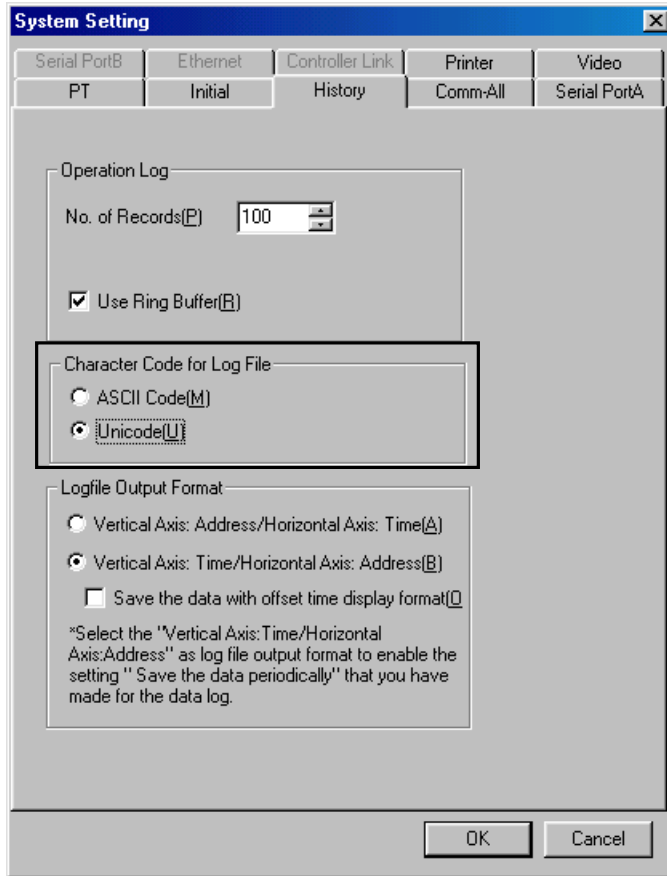 System Setting
Serial PortB Ethernet Controller Link Printer Video
PT Initial History Comm-All Serial PortA
Operation Log
No. of Records(P) 100
Use Ring Buffer(R)
Character Code for Log File
ASCII Code(M)
Unicode(U)
Logfile Output Format
Vertical Axis: Address/Horizontal Axis: Time(A)
Vertical Axis: Time/Horizontal Axis: Address(B)
Save the data with offset time display format(O
*Select the "Vertical Axis:Time/Horizontal
Axis:Address" as log file output format to enable the
setting " Save the data periodically" that you have
made for the data log.
OK Cancel